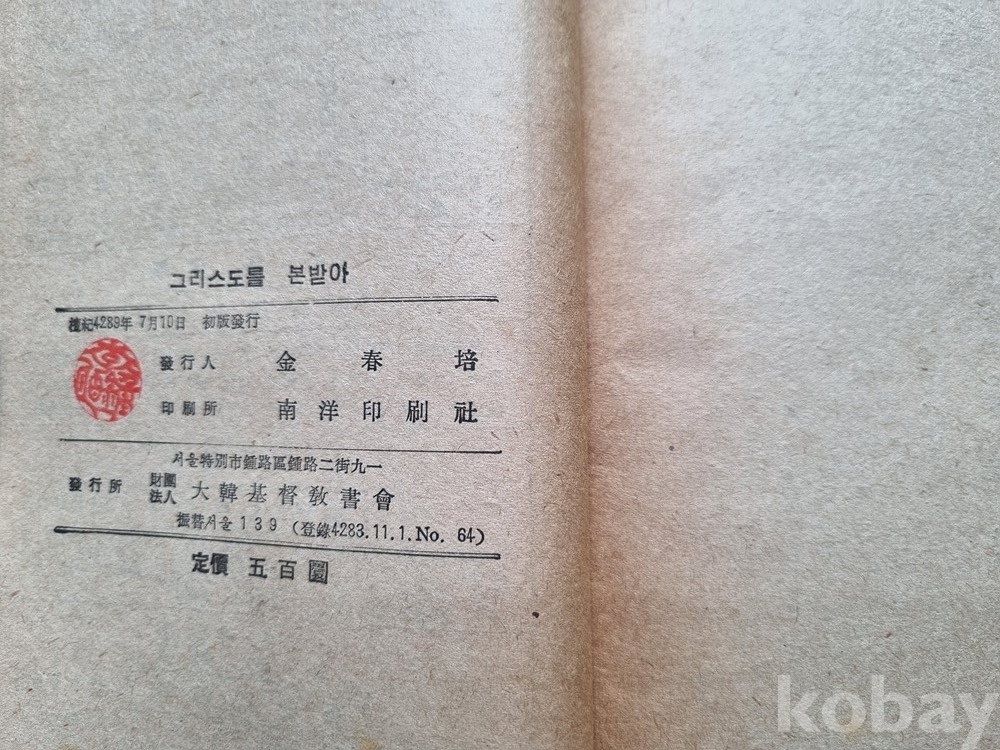 그리스도를 본받아
檀紀4289年 7月10日 初版發行
發行人 金春培
印刷所 南洋印刷社
서울特別市鍾路區鍾路二街九一
發行所 財團法人 大韓基督敎書會
振替서울139 (登錄4283.11.1.No. 64)
定價 五百圜
kobay